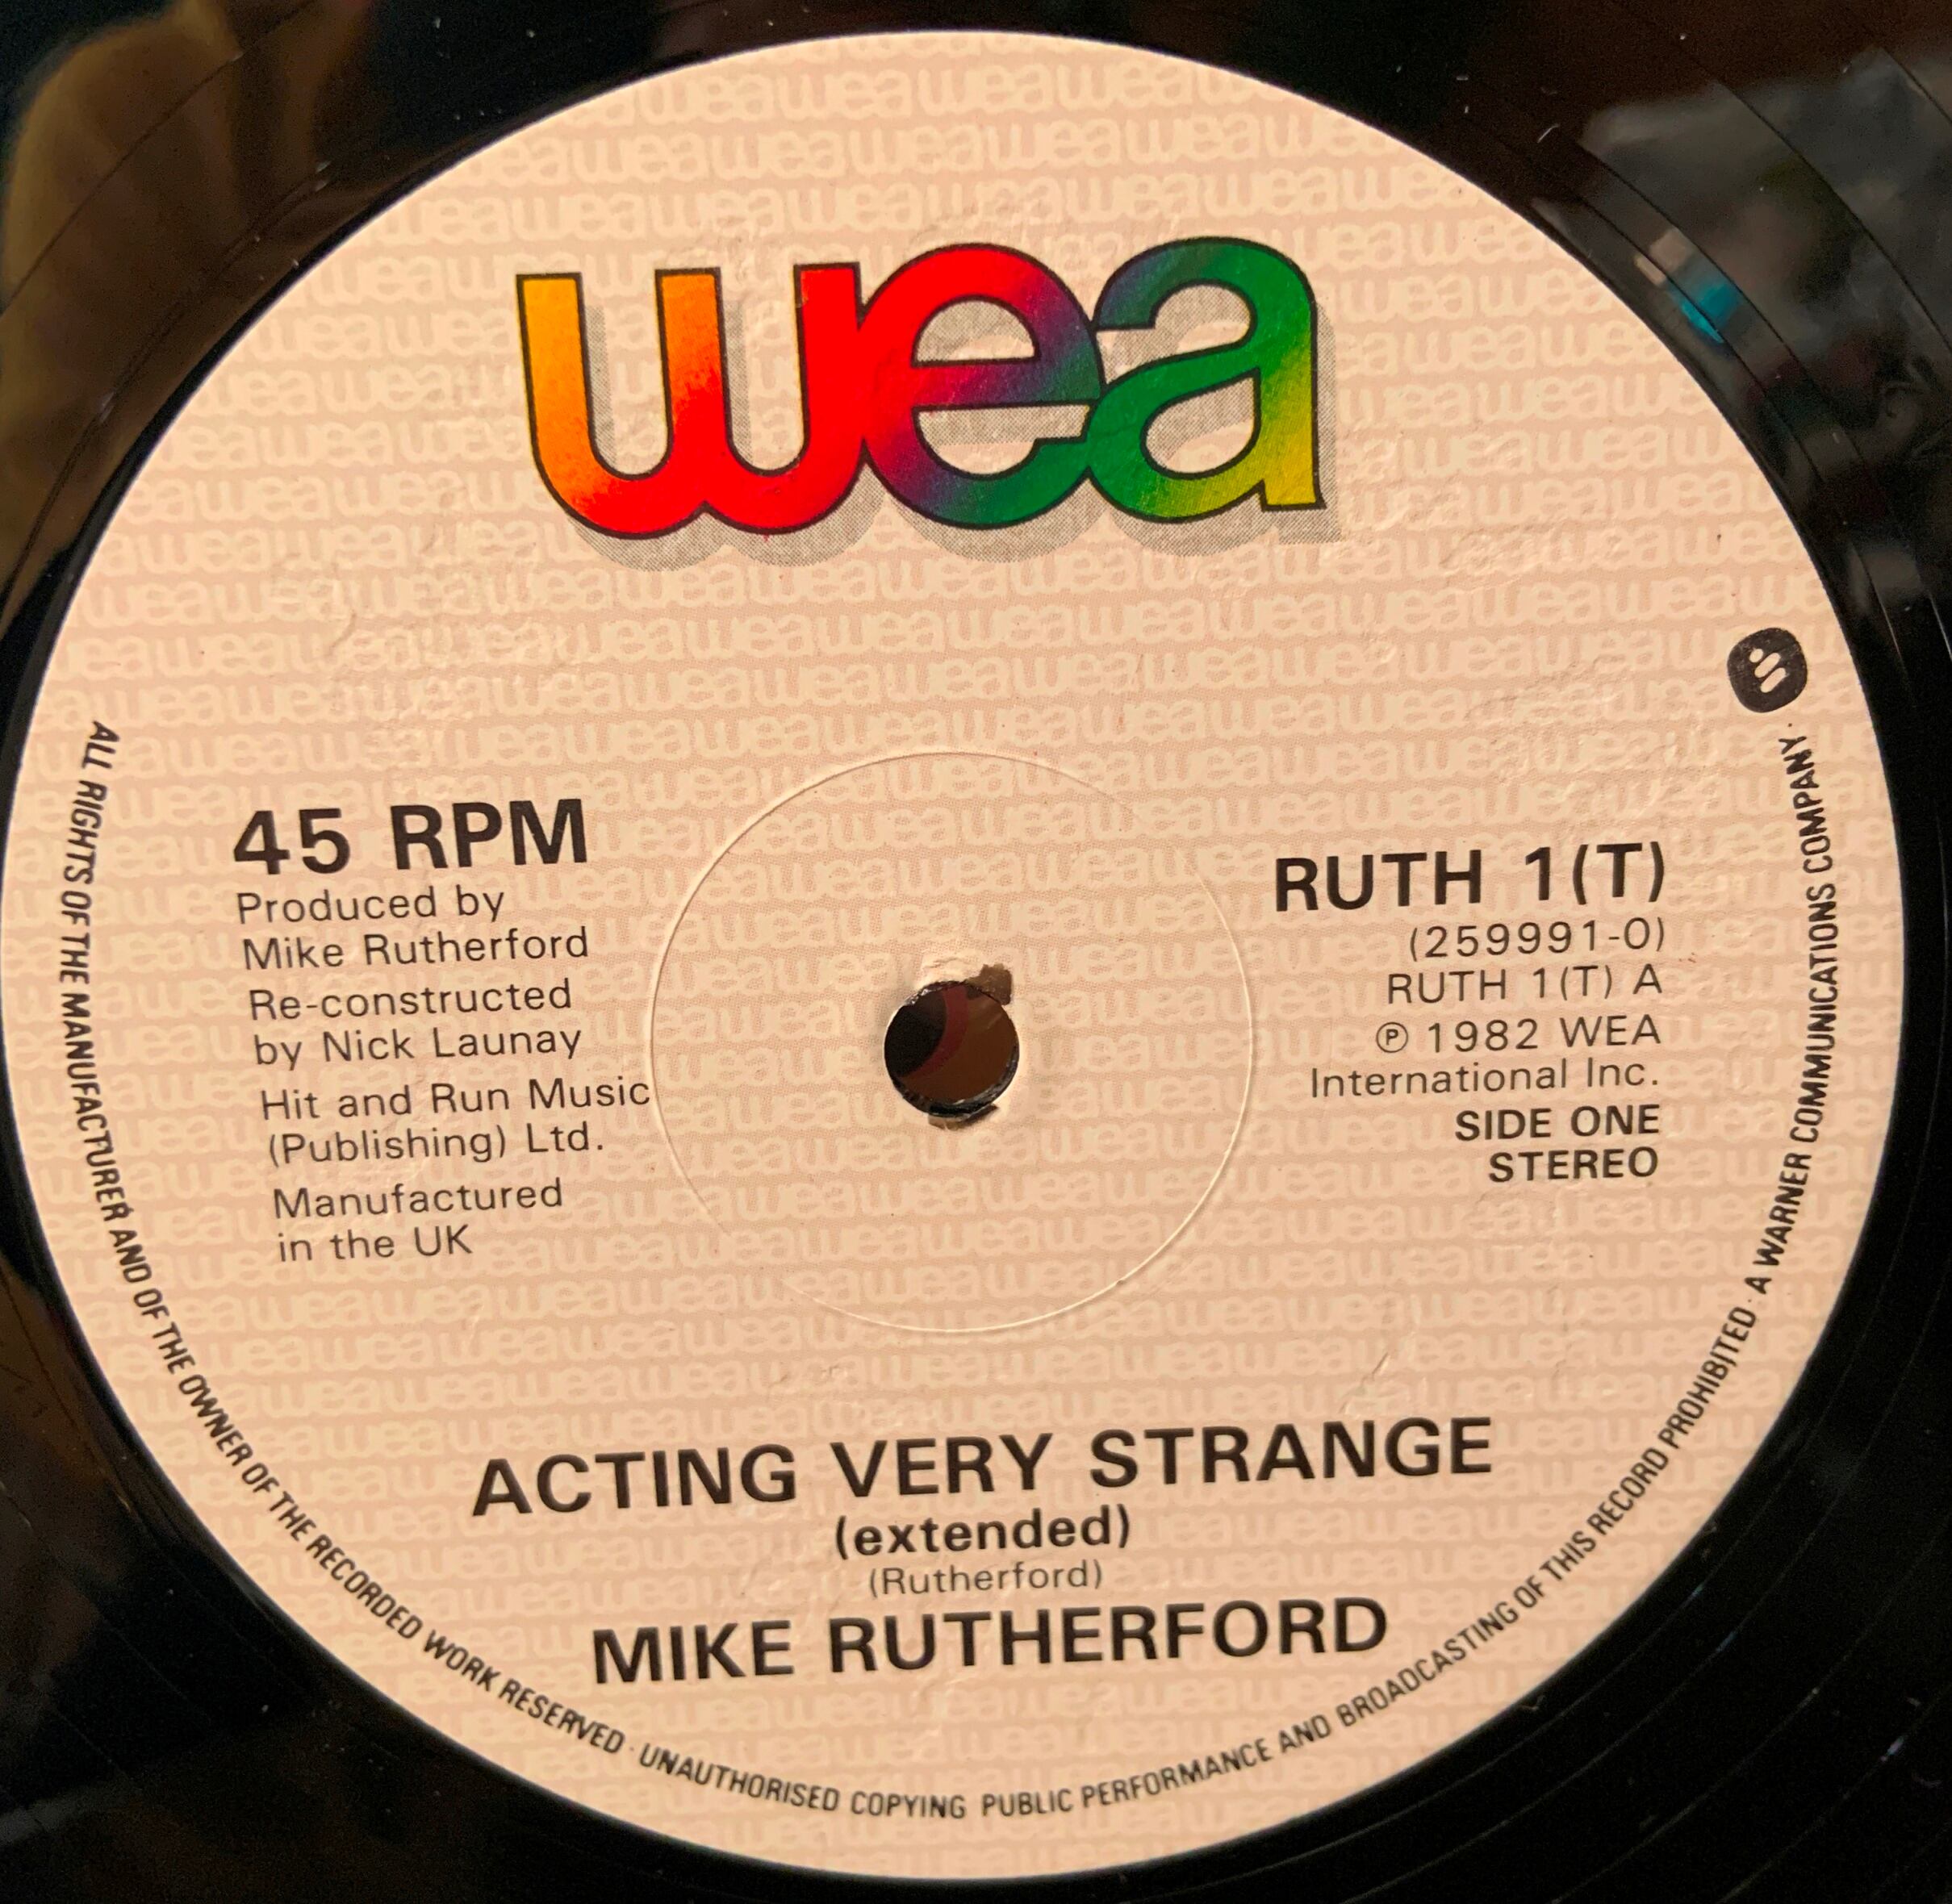 wea
45 RPM
Produced by
Mike Rutherford
Re-constructed
by Nick Launay
Hit and Run Music
(Publishing) Ltd.
Manufactured
in the UK
RUTH 1(T)
(259991-0)
RUTH 1(T) A
℗ 1982 WEA
International Inc.
SIDE ONE
STEREO
ACTING VERY STRANGE
(extended)
(Rutherford)
MIKE RUTHERFORD
ALL RIGHTS OF THE MANUFACTURER AND OF THE OWNER OF THE RECORDED WORK RESERVED · UNAUTHORISED COPYING PUBLIC PERFORMANCE AND BROADCASTING OF THIS RECORD PROHIBITED · A WARNER COMMUNICATIONS COMPANY ·